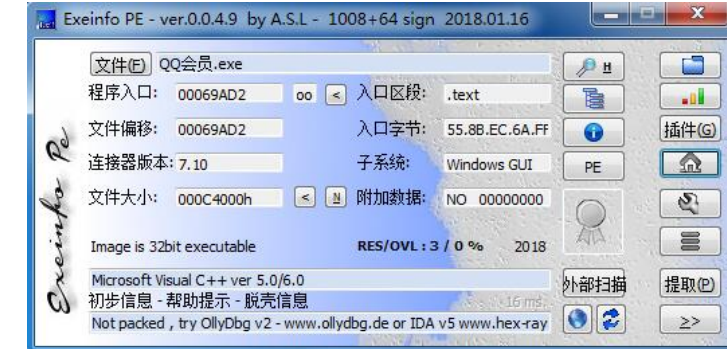 Exeinfo PE - ver.0.0.4.9 by A.S.L - 1008+64 sign 2018.01.16
文件(F) QQ会员.exe
H
程序入口: 00069AD2 oo < 入口区段: .text
文件偏移: 00069AD2 入口字节: 55.8B.EC.6A.FF 插件(G)
连接器版本: 7.10 子系统: Windows GUI PE
文件大小: 000C4000h < N 附加数据: NO 00000000
Image is 32bit executable RES/OVL : 3 / 0 % 2018
Exeinfo Pe
Microsoft Visual C++ ver 5.0/6.0 外部扫描 提取(P)
初步信息 - 帮助提示 - 脱壳信息 16 ms.
Not packed , try OllyDbg v2 - www.ollydbg.de or IDA v5 www.hex-ray >>